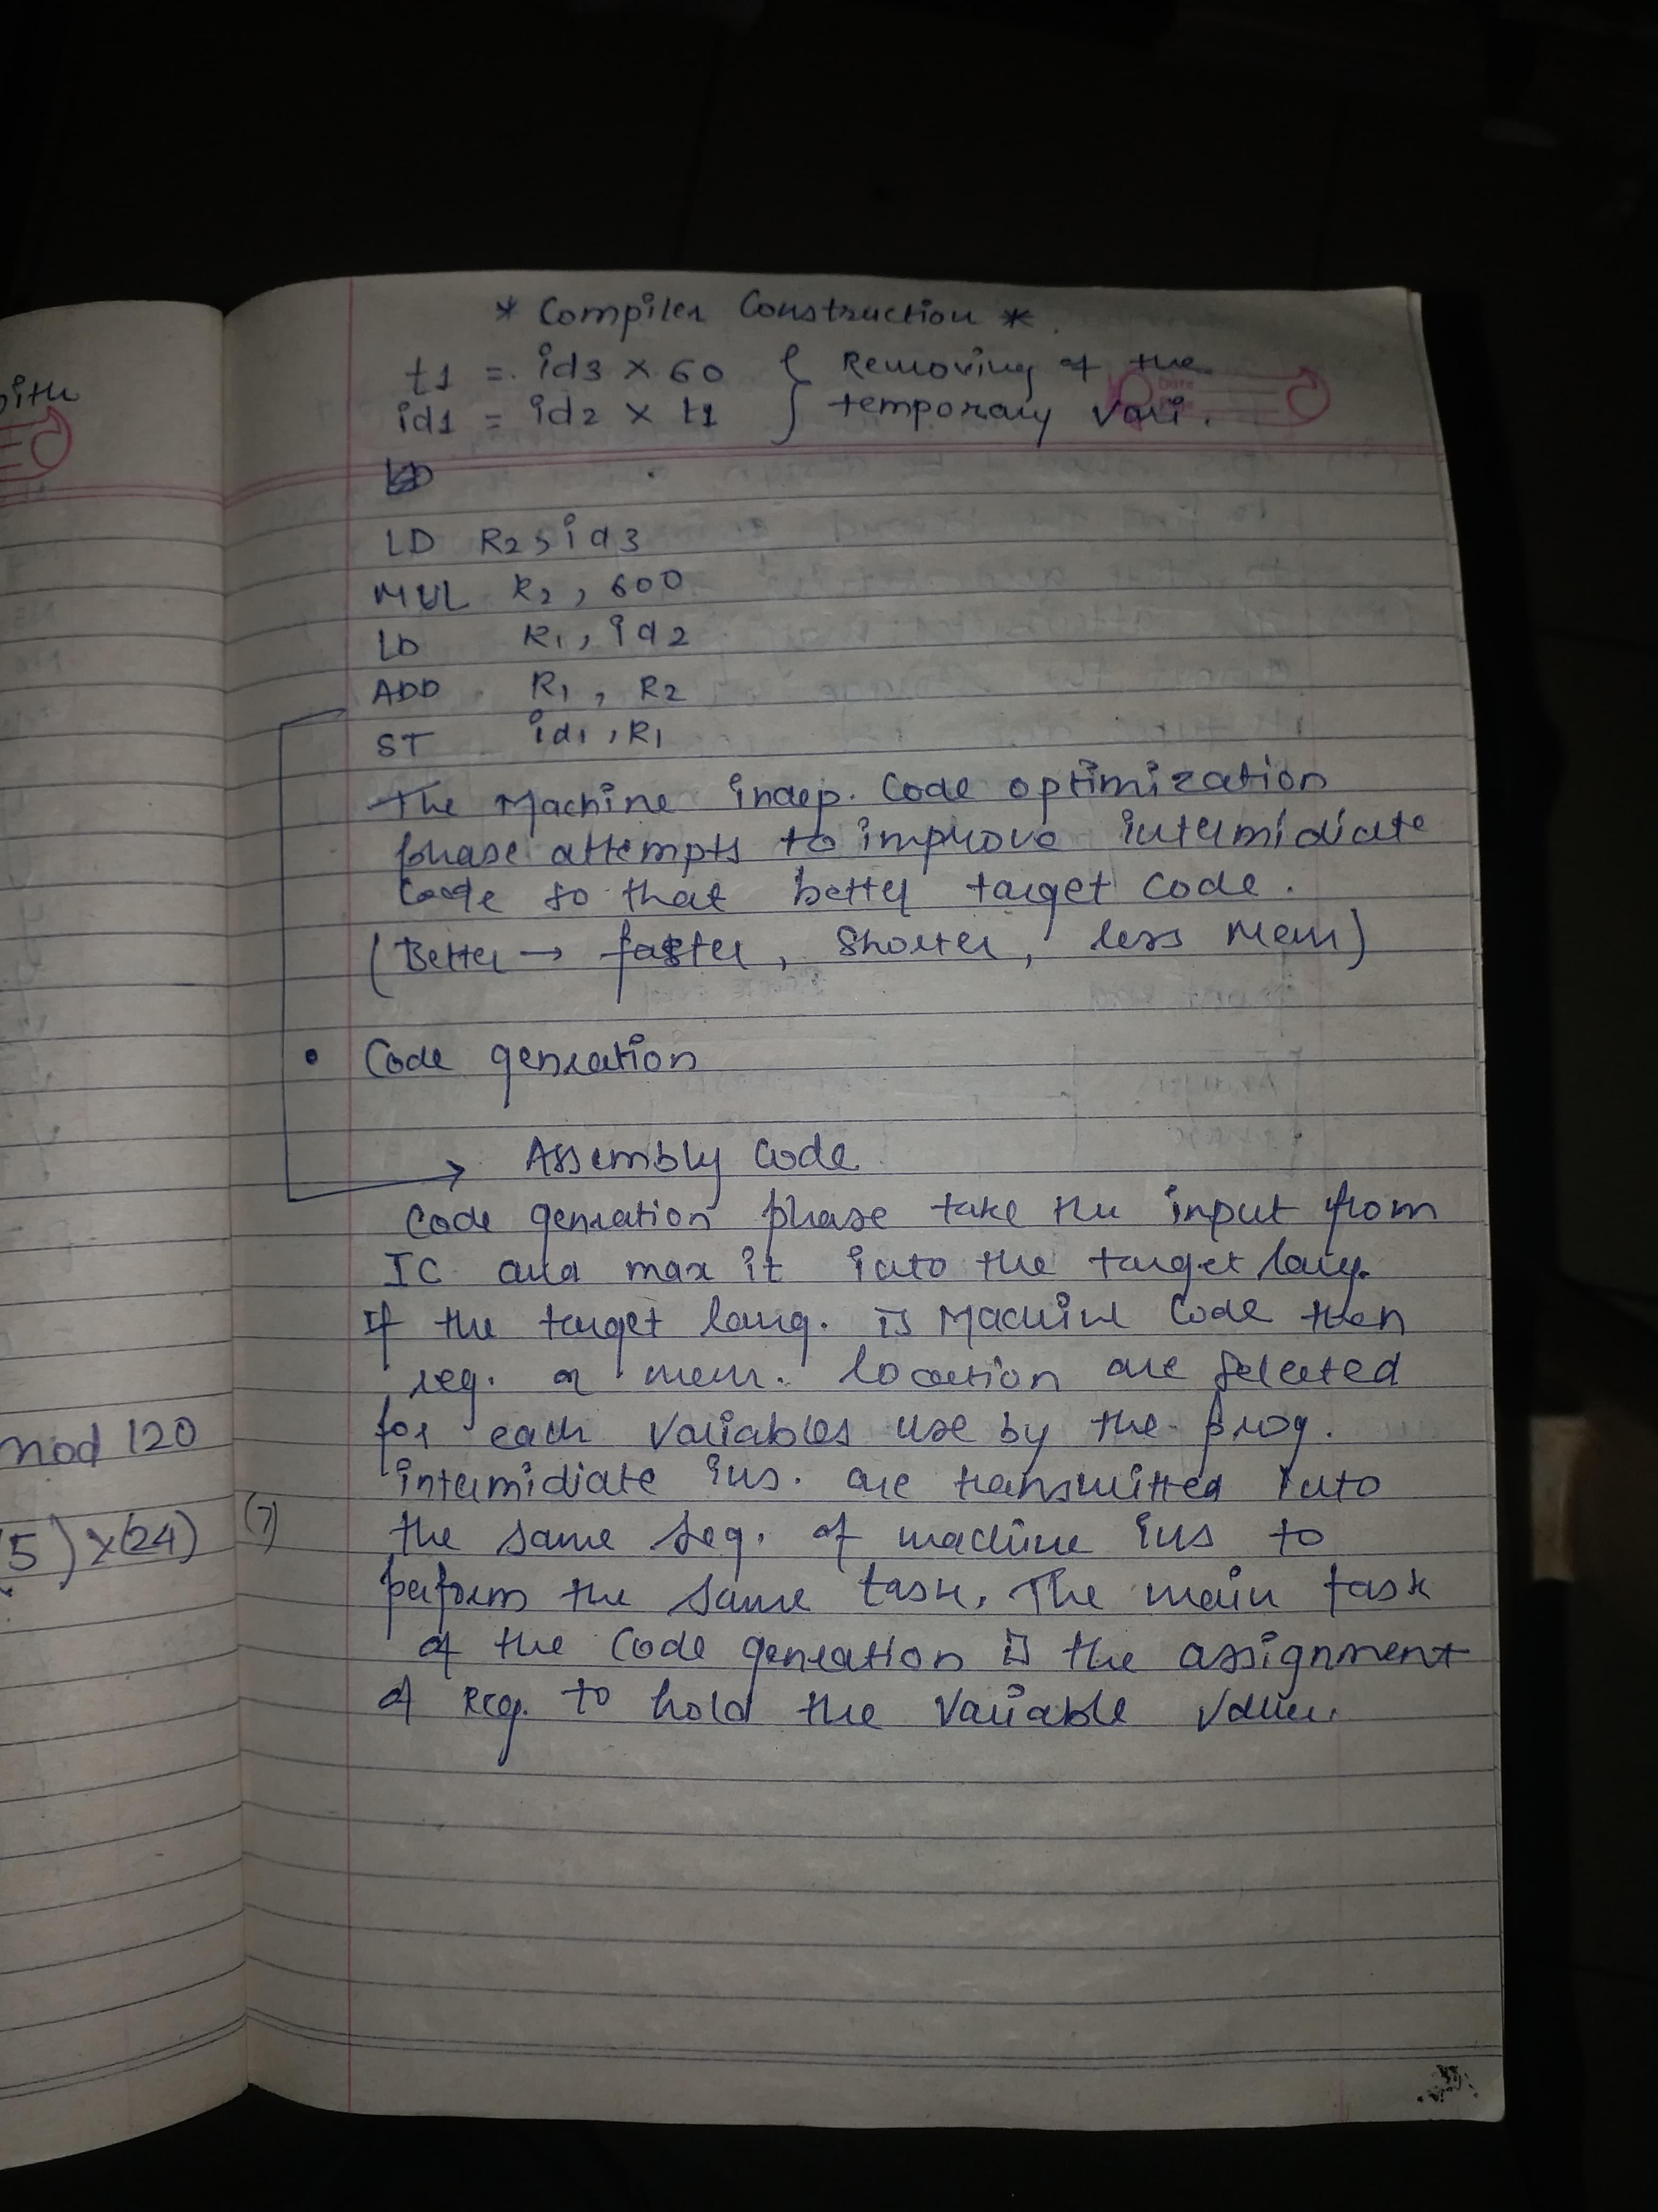 * Compiler Construction *
t1 = id3 × 60 { Removing of the
id1 = id2 × t1 } temporary vari.
LD
LD R2, id3
MUL R2, 600
LD R1, id2
ADD R1, R2
ST id1, R1
The Machine indep. Code optimization
phase attempts to improve intermidiate
Code so that better target code.
(Better → faster, Shorter, less Mem)
• Code genration
→ Assembly Code
Code genration phase take the input from
IC and max it into the target lang.
If the target lang. is Machine Code then
reg. or mem. location are Selected
for each Variables use by the prog.
intermidiate ins. are transmitted into
the same Seq. of machine ins to
perform the same task. The main task
of the Code genration is the assignment
of Reg. to hold the Variable Value.
mod 120
5) × (24)
(7)